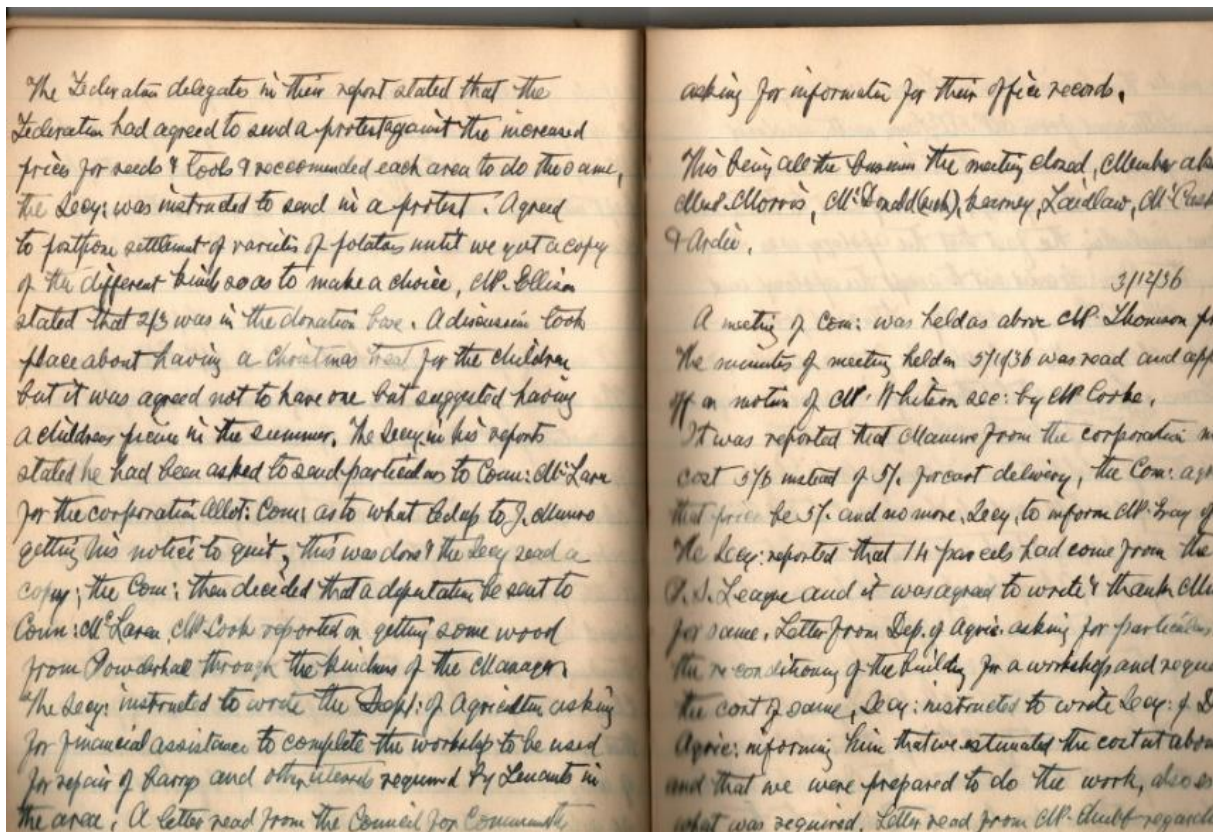 The Federation delegates in their report stated that the
Federation had agreed to send a protest against the increased
prices for seeds & tools & reccomended each area to do the same,
the Secy: was instructed to send in a protest. Agreed
to postpone settlement of varieties of potatoes until we got a copy
of the different kinds so as to make a choice, Mr. Ellison
stated that 2/3 was in the donation box. A discussion took
place about having a Christmas treat for the children
but it was agreed not to have one but suggested having
a childrens picnic in the summer. The Secy in his reports
stated he had been asked to send particulars to Coun: McLaren
for the corporation Allot: Com: as to what led up to J. Munro
getting his notice to quit, this was done & the Secy read a
copy; the Com: then decided that a deputation be sent to
Coun: McLaren Mr. Cook reported on getting some wood
from Powderhall through the kindness of the Manager.
The Secy: instructed to write the Dept: of Agriculture asking
for financial assistance to complete the workshop to be used
for repair of barrows and other utensils required by Tenants in
the area. A letter read from the Council for Community
asking for information for their office records.
This being all the business the meeting closed, Member
Mrs. Morris, McDonald, Kearney, Laidlaw,
& Ardie.
3/12/36
A meeting of Com: was held as above Mr. Thomson
The minutes of meeting held on 5/11/36 was read and
off on motion of Mr. Whitson sec: by Mr Cooke.
It was reported that Manure from the corporation
cost 5/6 instead of 5/. per cart delivery, the Com:
that price be 5/. and no more, Secy, to inform Mr. Gray of
The Secy: reported that 14 parcels had come from the
P.S. League and it was agreed to write & thank
for same. Letter from Dep. of Agric. asking for particulars
the reconditioning of the building for a workshop and
the cost of same, Secy: instructed to write Secy: of D
Agric: informing him that we estimated the cost at
and that we were prepared to do the work, also
what was required. Letter read from Mr. Chubb